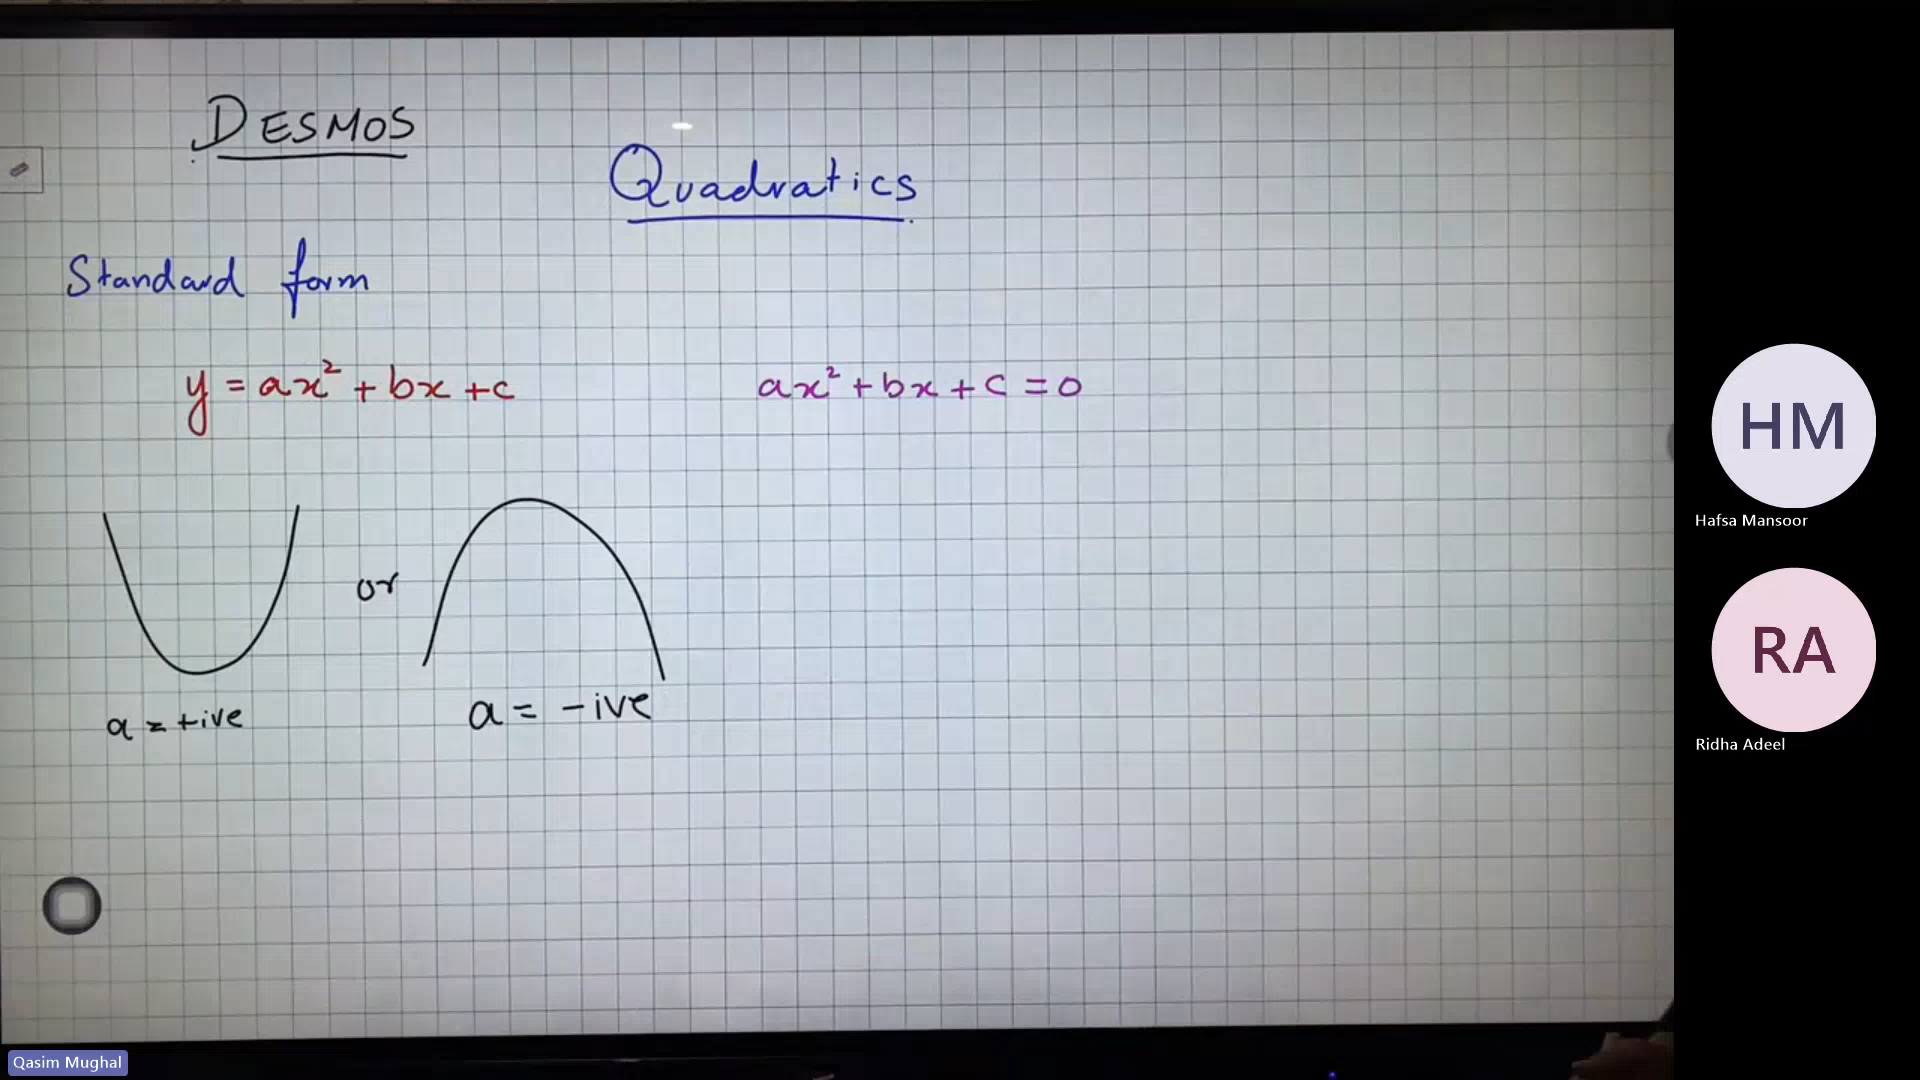 DESMOS
Quadratics
Standard form
y = ax² + bx + c
ax² + bx + c = 0
or
a = +ive
a = -ive
HM
Hafsa Mansoor
RA
Ridha Adeel
Qasim Mughal